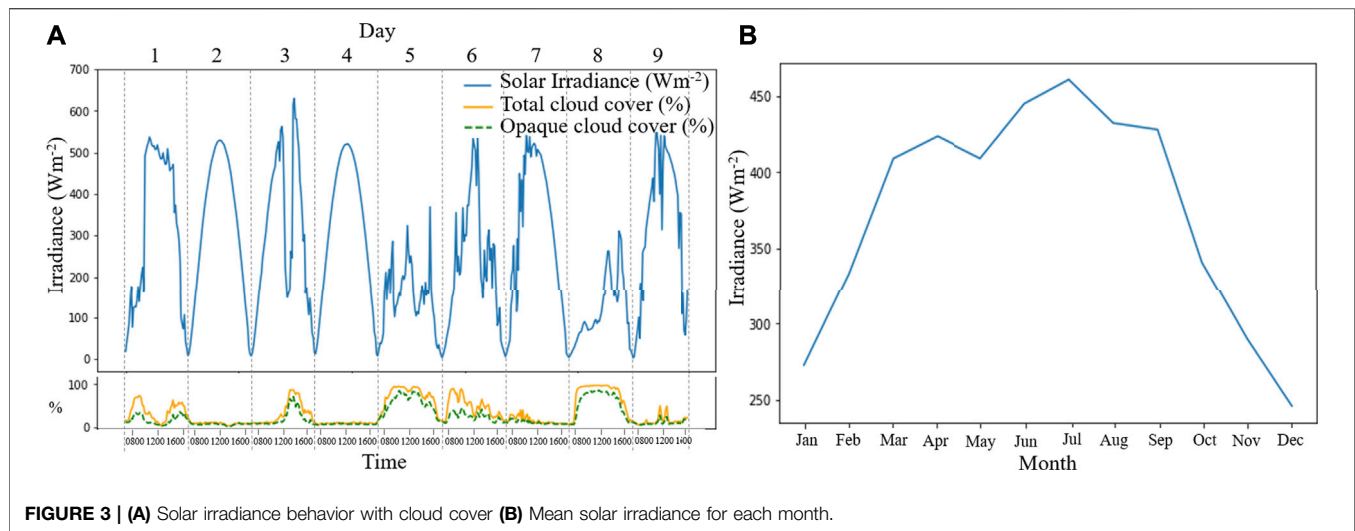 A
Day
1 2 3 4 5 6 7 8 9
700
600
500
400
300
200
100
0
Irradiance (Wm-2)
Solar Irradiance (Wm-2)
Total cloud cover (%)
Opaque cloud cover (%)
100
0
%
0800 1200 1600 0800 1200 1600 0800 1200 1600 0800 1200 1600 0800 1200 1600 0800 1200 1600 0800 1200 1600 0800 1200 1600 0800 1200 1600
Time
B
450
400
350
300
250
Irradiance (Wm-2)
Jan Feb Mar Apr May Jun Jul Aug Sep Oct Nov Dec
Month
FIGURE 3 | (A) Solar irradiance behavior with cloud cover (B) Mean solar irradiance for each month.